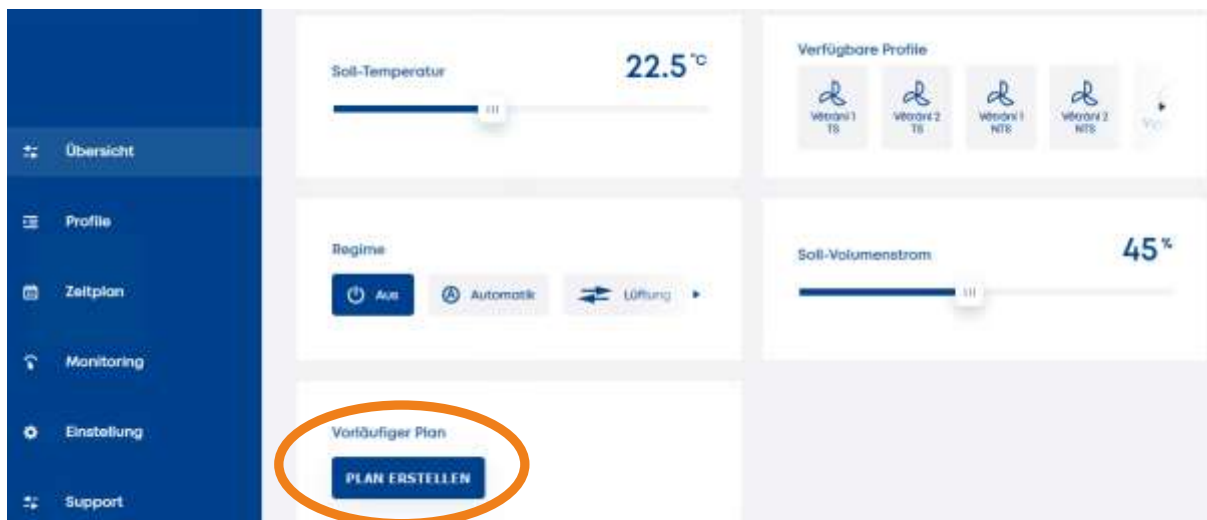 Übersicht
Profile
Zeitplan
Monitoring
Einstellung
Support
Soll-Temperatur
22.5 °C
Verfügbare Profile
Větrání 1
TS
Větrání 2
TS
Větrání 1
NTS
Větrání 2
NTS
Regime
Aus
Automatik
Lüftung
Soll-Volumenstrom
45 %
Vorläufiger Plan
PLAN ERSTELLEN